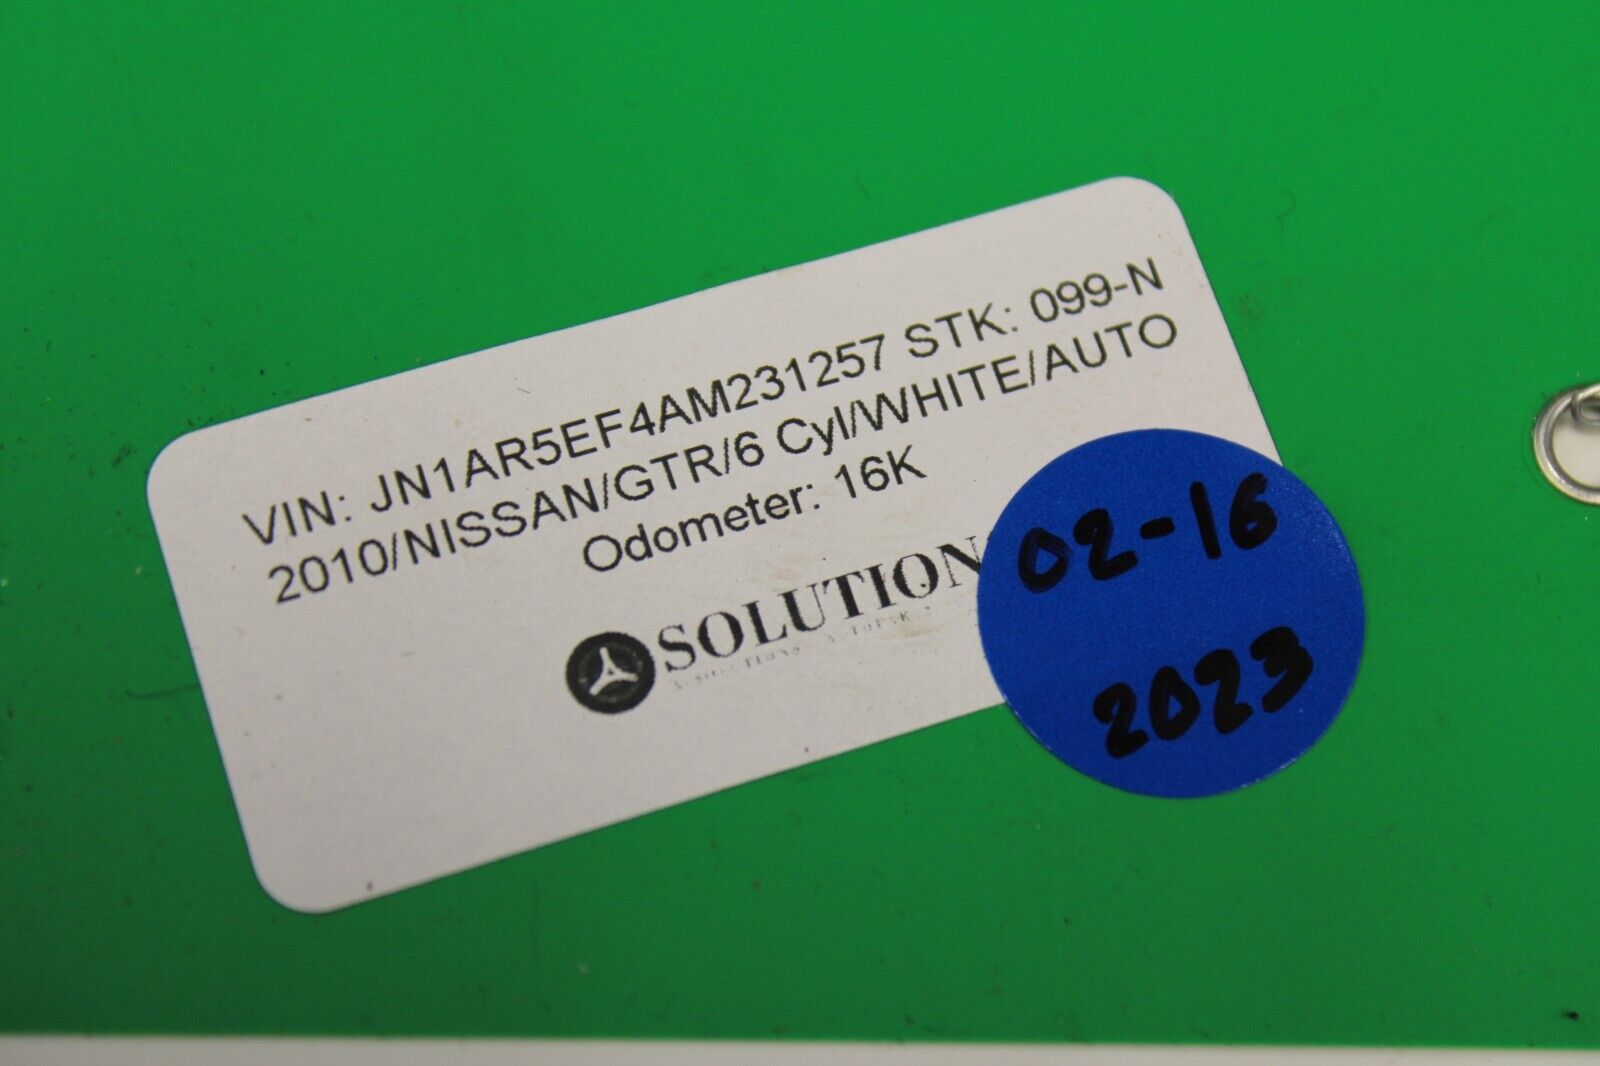 VIN: JN1AR5EF4AM231257 STK: 099-N
2010/NISSAN/GTR/6 Cyl/WHITE/AUTO
Odometer: 16K
SOLUTION
02-16
2023